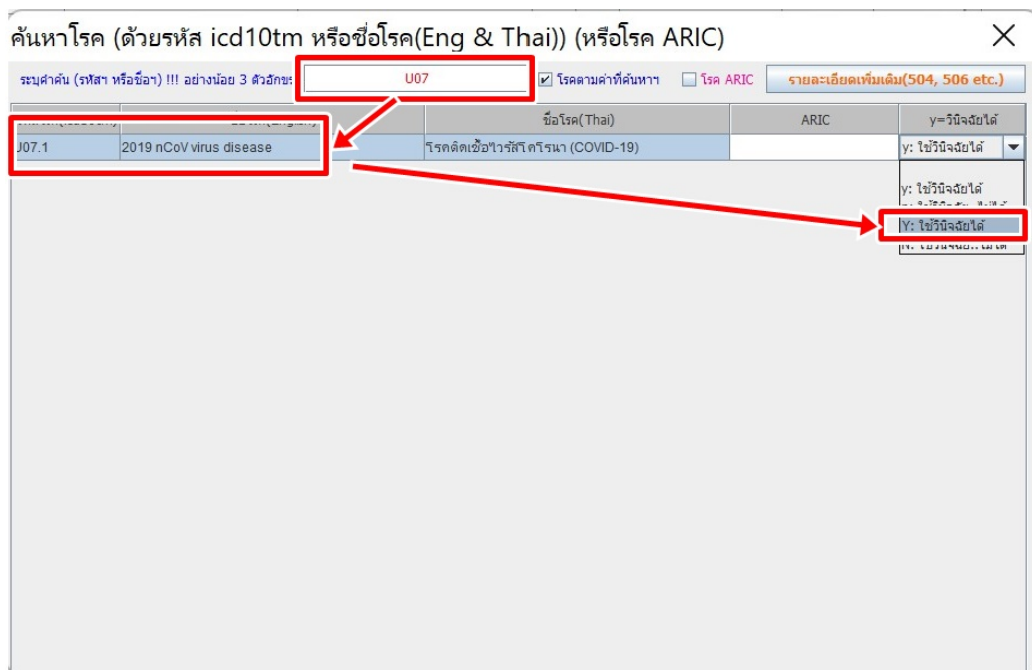 ค้นหาโรค (ด้วยรหัส icd10tm หรือชื่อโรค(Eng & Thai)) (หรือโรค ARIC)
ระบุคำค้น (รหัสฯ หรือชื่อฯ) !!! อย่างน้อย 3 ตัวอักษร U07 โรคตามค่าที่ค้นหาฯ โรค ARIC รายละเอียดเพิ่มเติม(504, 506 etc.)
ชื่อโรค(Thai) ARIC y=วินิจฉัยได้
J07.1 2019 nCoV virus disease โรคติดเชื้อไวรัสโคโรนา (COVID-19) y: ใช้วินิจฉัยได้
y: ใช้วินิจฉัยได้
Y: ใช้วินิจฉัยได้